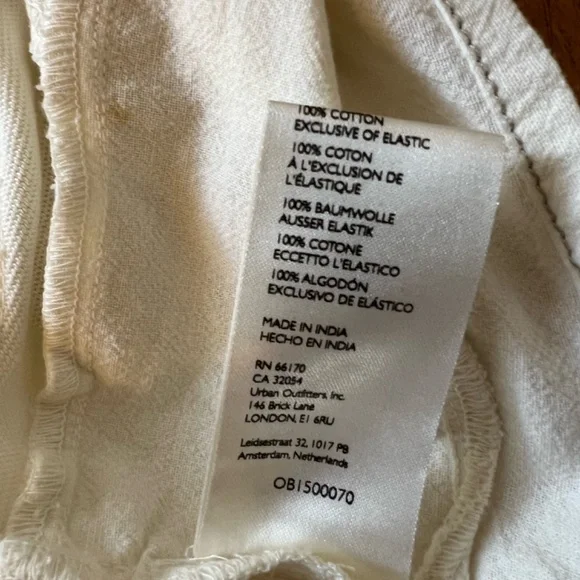 100% COTTON
EXCLUSIVE OF ELASTIC
100% COTON
À L'EXCLUSION DE
L'ÉLASTIQUE
100% BAUMWOLLE
AUSSER ELASTIK
100% COTONE
ECCETTO L'ELASTICO
100% ALGODÓN
EXCLUSIVO DE ELÁSTICO
MADE IN INDIA
HECHO EN INDIA
RN 66170
CA 32054
Urban Outfitters, Inc.
146 Brick Lane
LONDON, E1 6RU
Leidsestraat 32, 1017 PB
Amsterdam, Netherlands
OB1500070